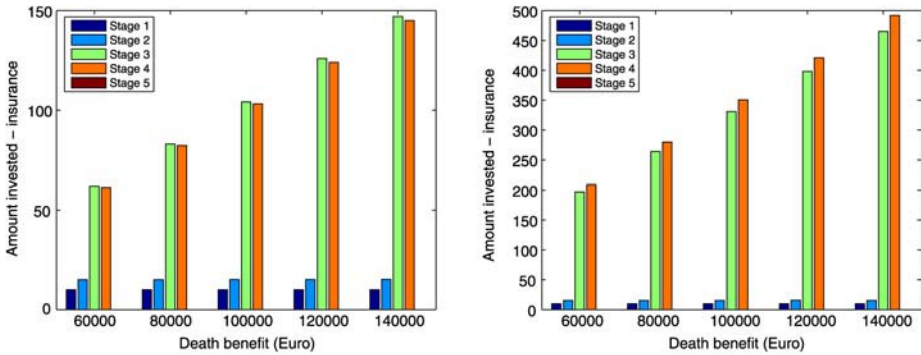 150
100
50
0
Amount invested – insurance
Stage 1
Stage 2
Stage 3
Stage 4
Stage 5
60000 80000 100000 120000 140000
Death benefit (Euro)
500
450
400
350
300
250
200
150
100
50
0
Amount invested – insurance
Stage 1
Stage 2
Stage 3
Stage 4
Stage 5
60000 80000 100000 120000 140000
Death benefit (Euro)